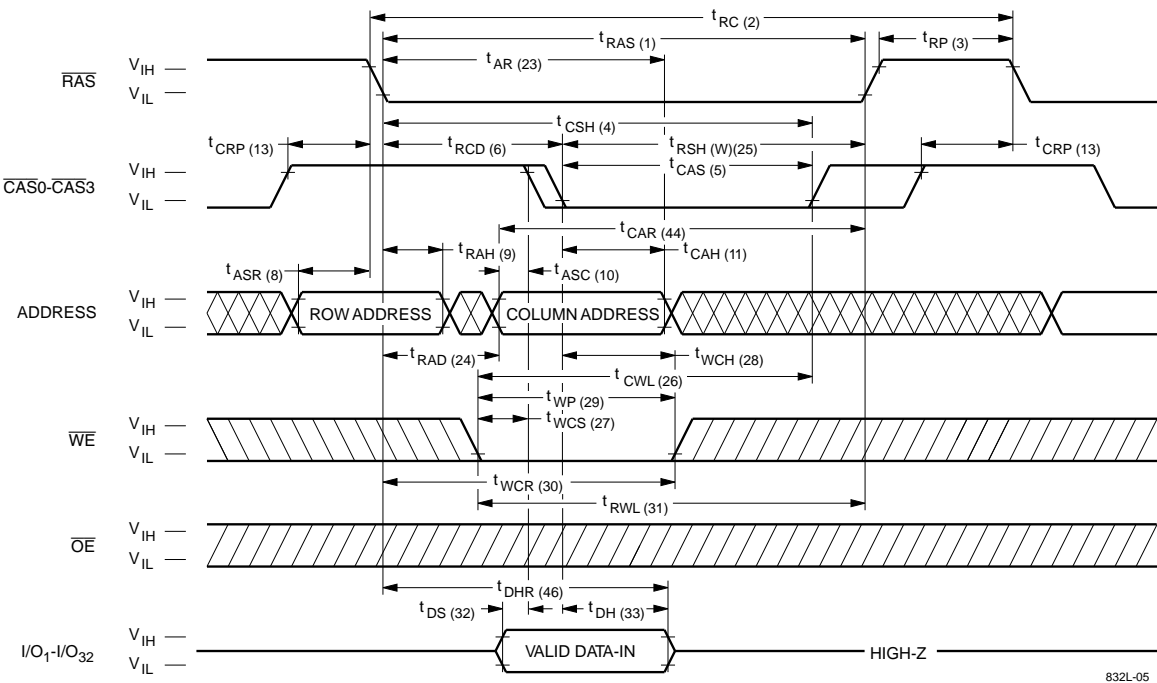 t RC (2)
t RAS (1)
t RP (3)
t AR (23)
RAS
V IH
V IL
t CSH (4)
t CRP (13)
t RCD (6)
t RSH (W)(25)
t CRP (13)
t CAS (5)
CAS0-CAS3
V IH
V IL
t CAR (44)
t RAH (9)
t CAH (11)
t ASR (8)
t ASC (10)
ADDRESS
V IH
V IL
ROW ADDRESS
COLUMN ADDRESS
t RAD (24)
t WCH (28)
t CWL (26)
t WP (29)
t WCS (27)
WE
V IH
V IL
t WCR (30)
t RWL (31)
OE
V IH
V IL
t DHR (46)
t DS (32)
t DH (33)
I/O1-I/O32
V IH
V IL
VALID DATA-IN
HIGH-Z
832L-05